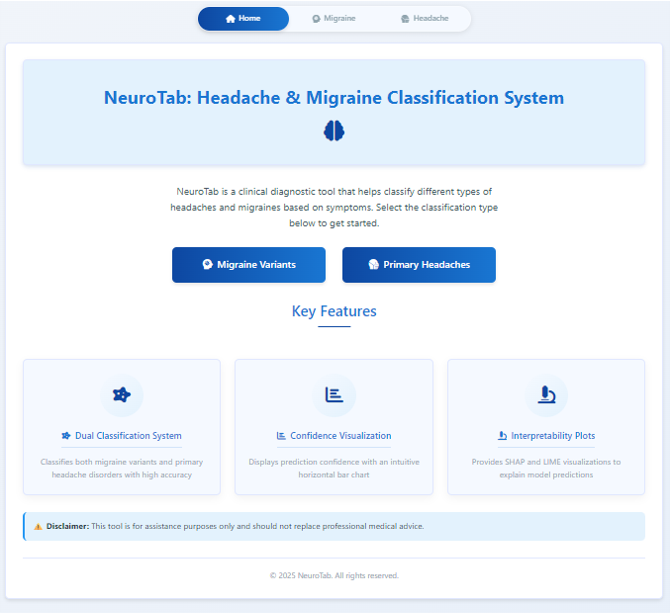 Home Migraine Headache
NeuroTab: Headache & Migraine Classification System
NeuroTab is a clinical diagnostic tool that helps classify different types of
headaches and migraines based on symptoms. Select the classification type
below to get started.
Migraine Variants Primary Headaches
Key Features
Dual Classification System
Classifies both migraine variants and primary
headache disorders with high accuracy
Confidence Visualization
Displays prediction confidence with an intuitive
horizontal bar chart
Interpretability Plots
Provides SHAP and LIME visualizations to
explain model predictions
Disclaimer: This tool is for assistance purposes only and should not replace professional medical advice.
© 2025 NeuroTab. All rights reserved.